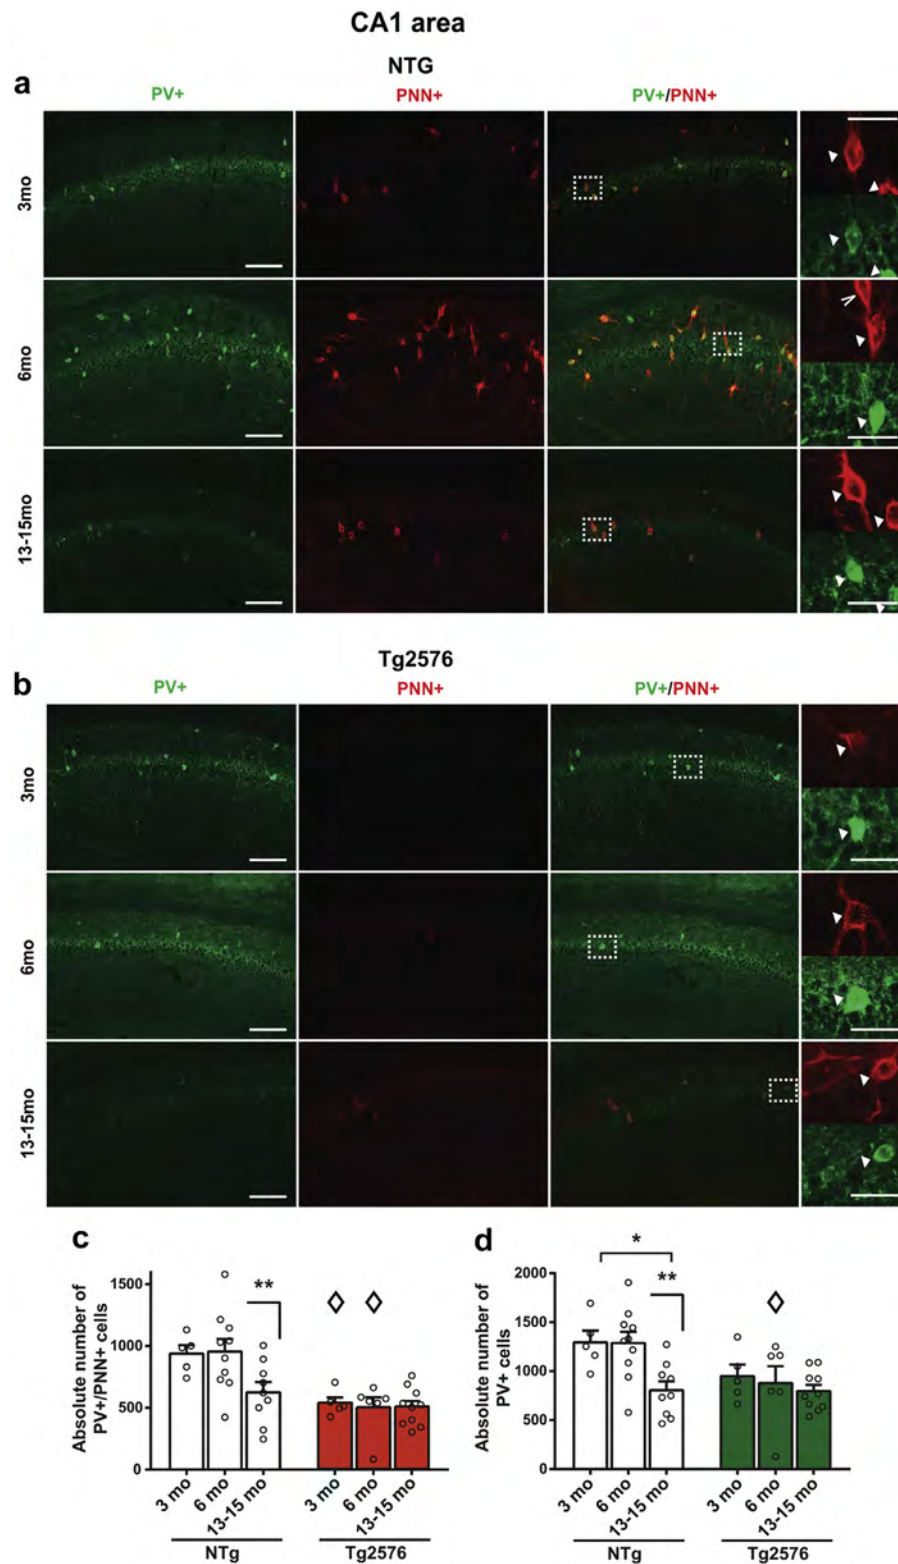 CA1 area
a
NTG
PV+
PNN+
PV+/PNN+
3mo
6mo
13-15mo
Tg2576
b
PV+
PNN+
PV+/PNN+
3mo
6mo
13-15mo
c
Absolute number of
PV+/PNN+ cells
1500
1000
500
0
**
3 mo
6 mo
13-15 mo
3 mo
6 mo
13-15 mo
NTg
Tg2576
d
Absolute number of
PV+ cells
2000
1500
1000
500
0
*
**
3 mo
6 mo
13-15 mo
3 mo
6 mo
13-15 mo
NTg
Tg2576